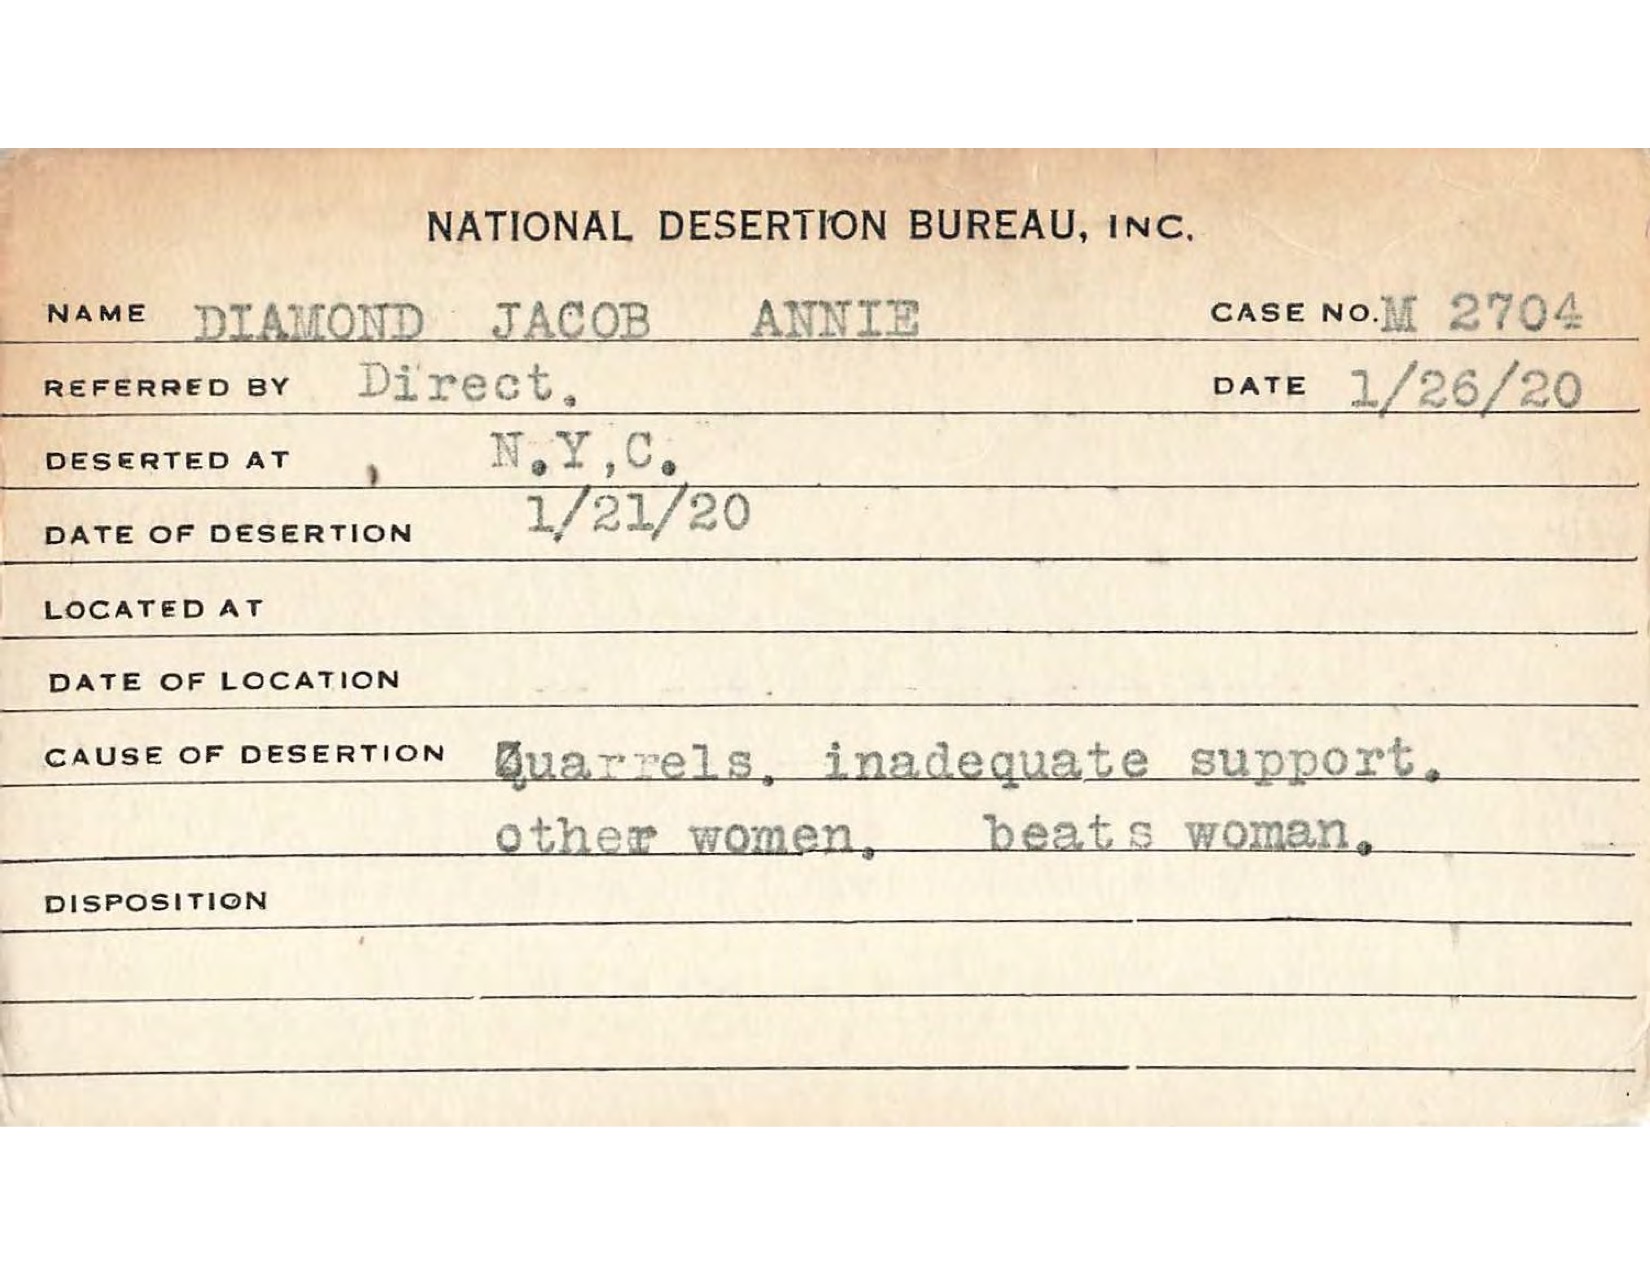 NATIONAL DESERTION BUREAU, INC.
NAME DIAMOND JACOB ANNIE CASE NO. M 2704
REFERRED BY Direct. DATE 1/26/20
DESERTED AT , N.Y,C.
DATE OF DESERTION 1/21/20
LOCATED AT
DATE OF LOCATION
CAUSE OF DESERTION Quarrels. inadequate support.
other women. beats woman.
DISPOSITION